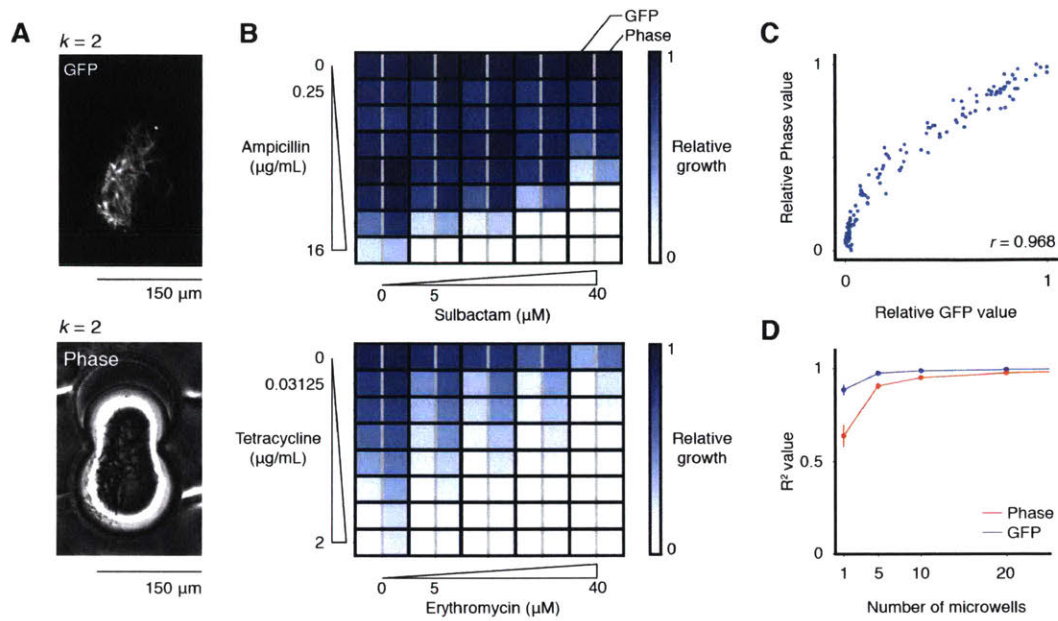 A
k = 2
GFP
150 µm
k = 2
Phase
150 µm
B
GFP
Phase
0
0.25
Ampicillin
(µg/mL)
16
0
5
40
Sulbactam (µM)
1
Relative
growth
0
0
0.03125
Tetracycline
(µg/mL)
2
0
5
40
Erythromycin (µM)
1
Relative
growth
0
C
1
Relative Phase value
0
r = 0.968
0
1
Relative GFP value
D
1
R² value
0.5
0
Phase
GFP
1
5
10
20
Number of microwells